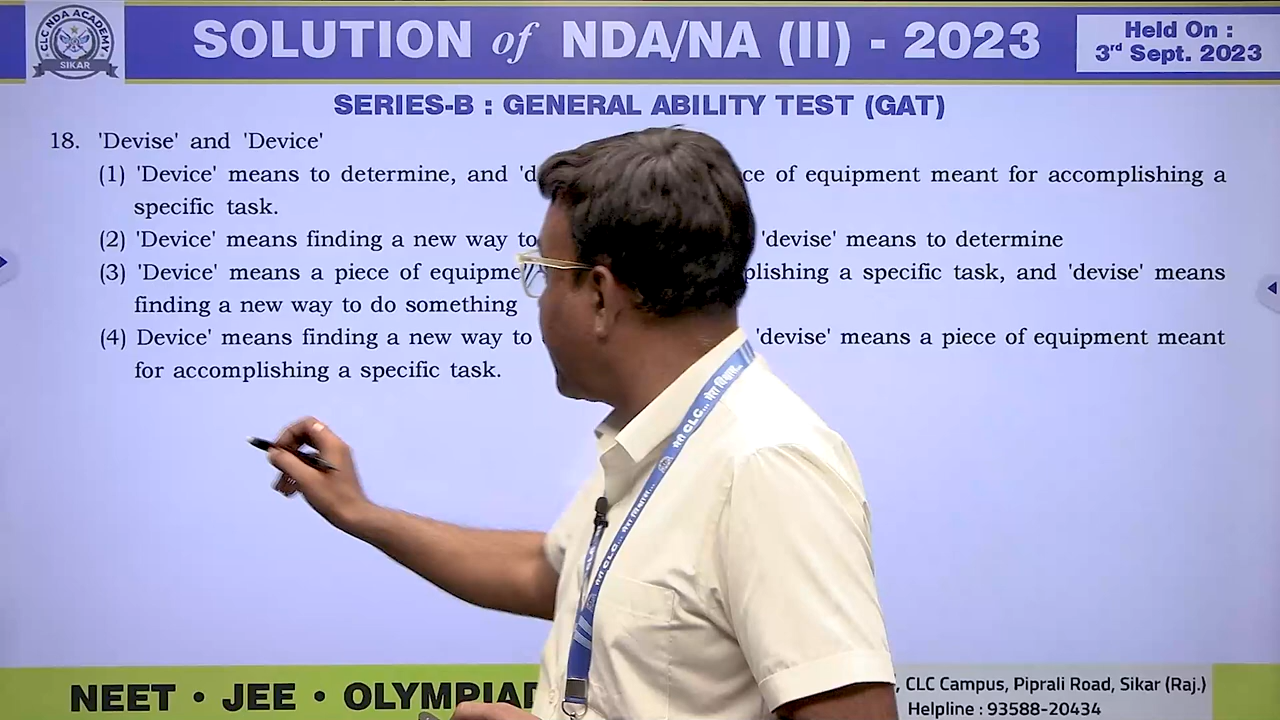 CLC NDA ACADEMY
SIKAR
SOLUTION of NDA/NA (II) - 2023
Held On :
3rd Sept. 2023
SERIES-B : GENERAL ABILITY TEST (GAT)
18. 'Devise' and 'Device'
(1) 'Device' means to determine, and of equipment meant for accomplishing a
specific task.
(2) 'Device' means finding a new way to 'devise' means to determine
(3) 'Device' means a piece of a specific task, and 'devise' means
finding a new way to do something
(4) Device' means finding a new way to 'devise' means a piece of equipment meant
for accomplishing a specific task.
CLC...
CLC...
NEET • JEE •
, CLC Campus, Piprali Road, Sikar (Raj.)
Helpline : 93588-20434